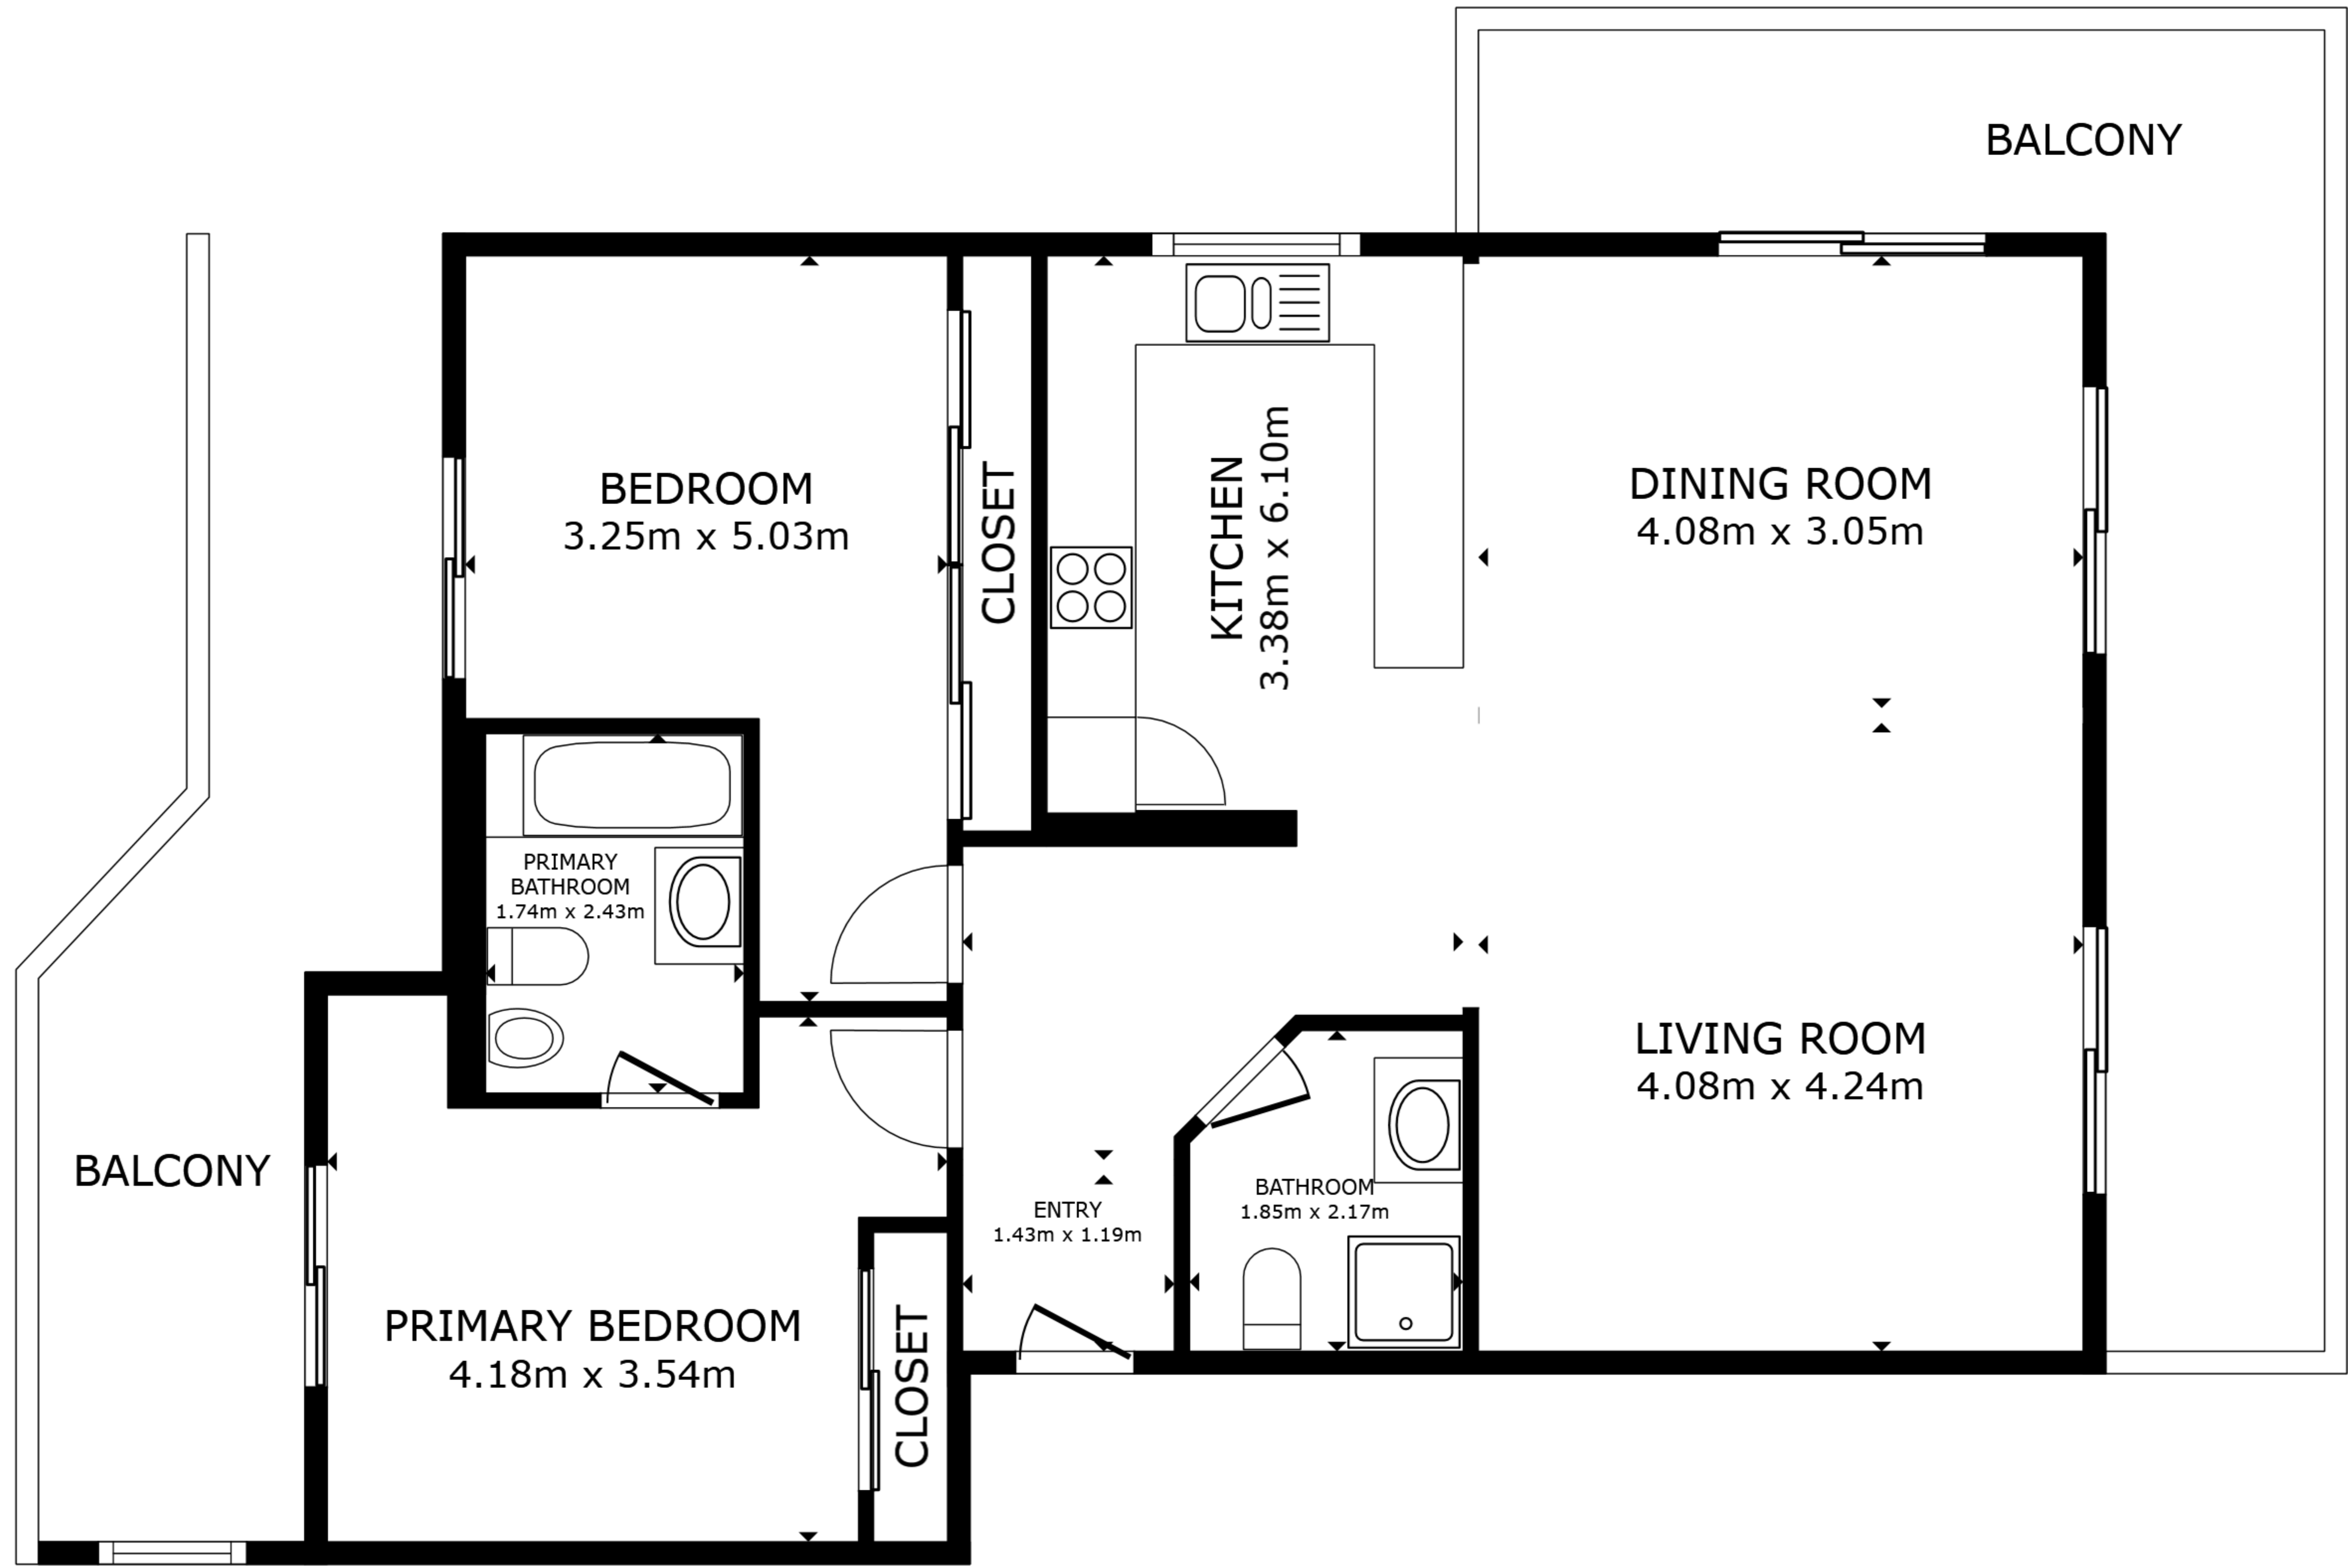 BALCONY
BEDROOM
3.25m x 5.03m
CLOSET
KITCHEN
3.38m x 6.10m
DINING ROOM
4.08m x 3.05m
PRIMARY
BATHROOM
1.74m x 2.43m
LIVING ROOM
4.08m x 4.24m
BALCONY
BATHROOM
1.85m x 2.17m
ENTRY
1.43m x 1.19m
PRIMARY BEDROOM
4.18m x 3.54m
CLOSET